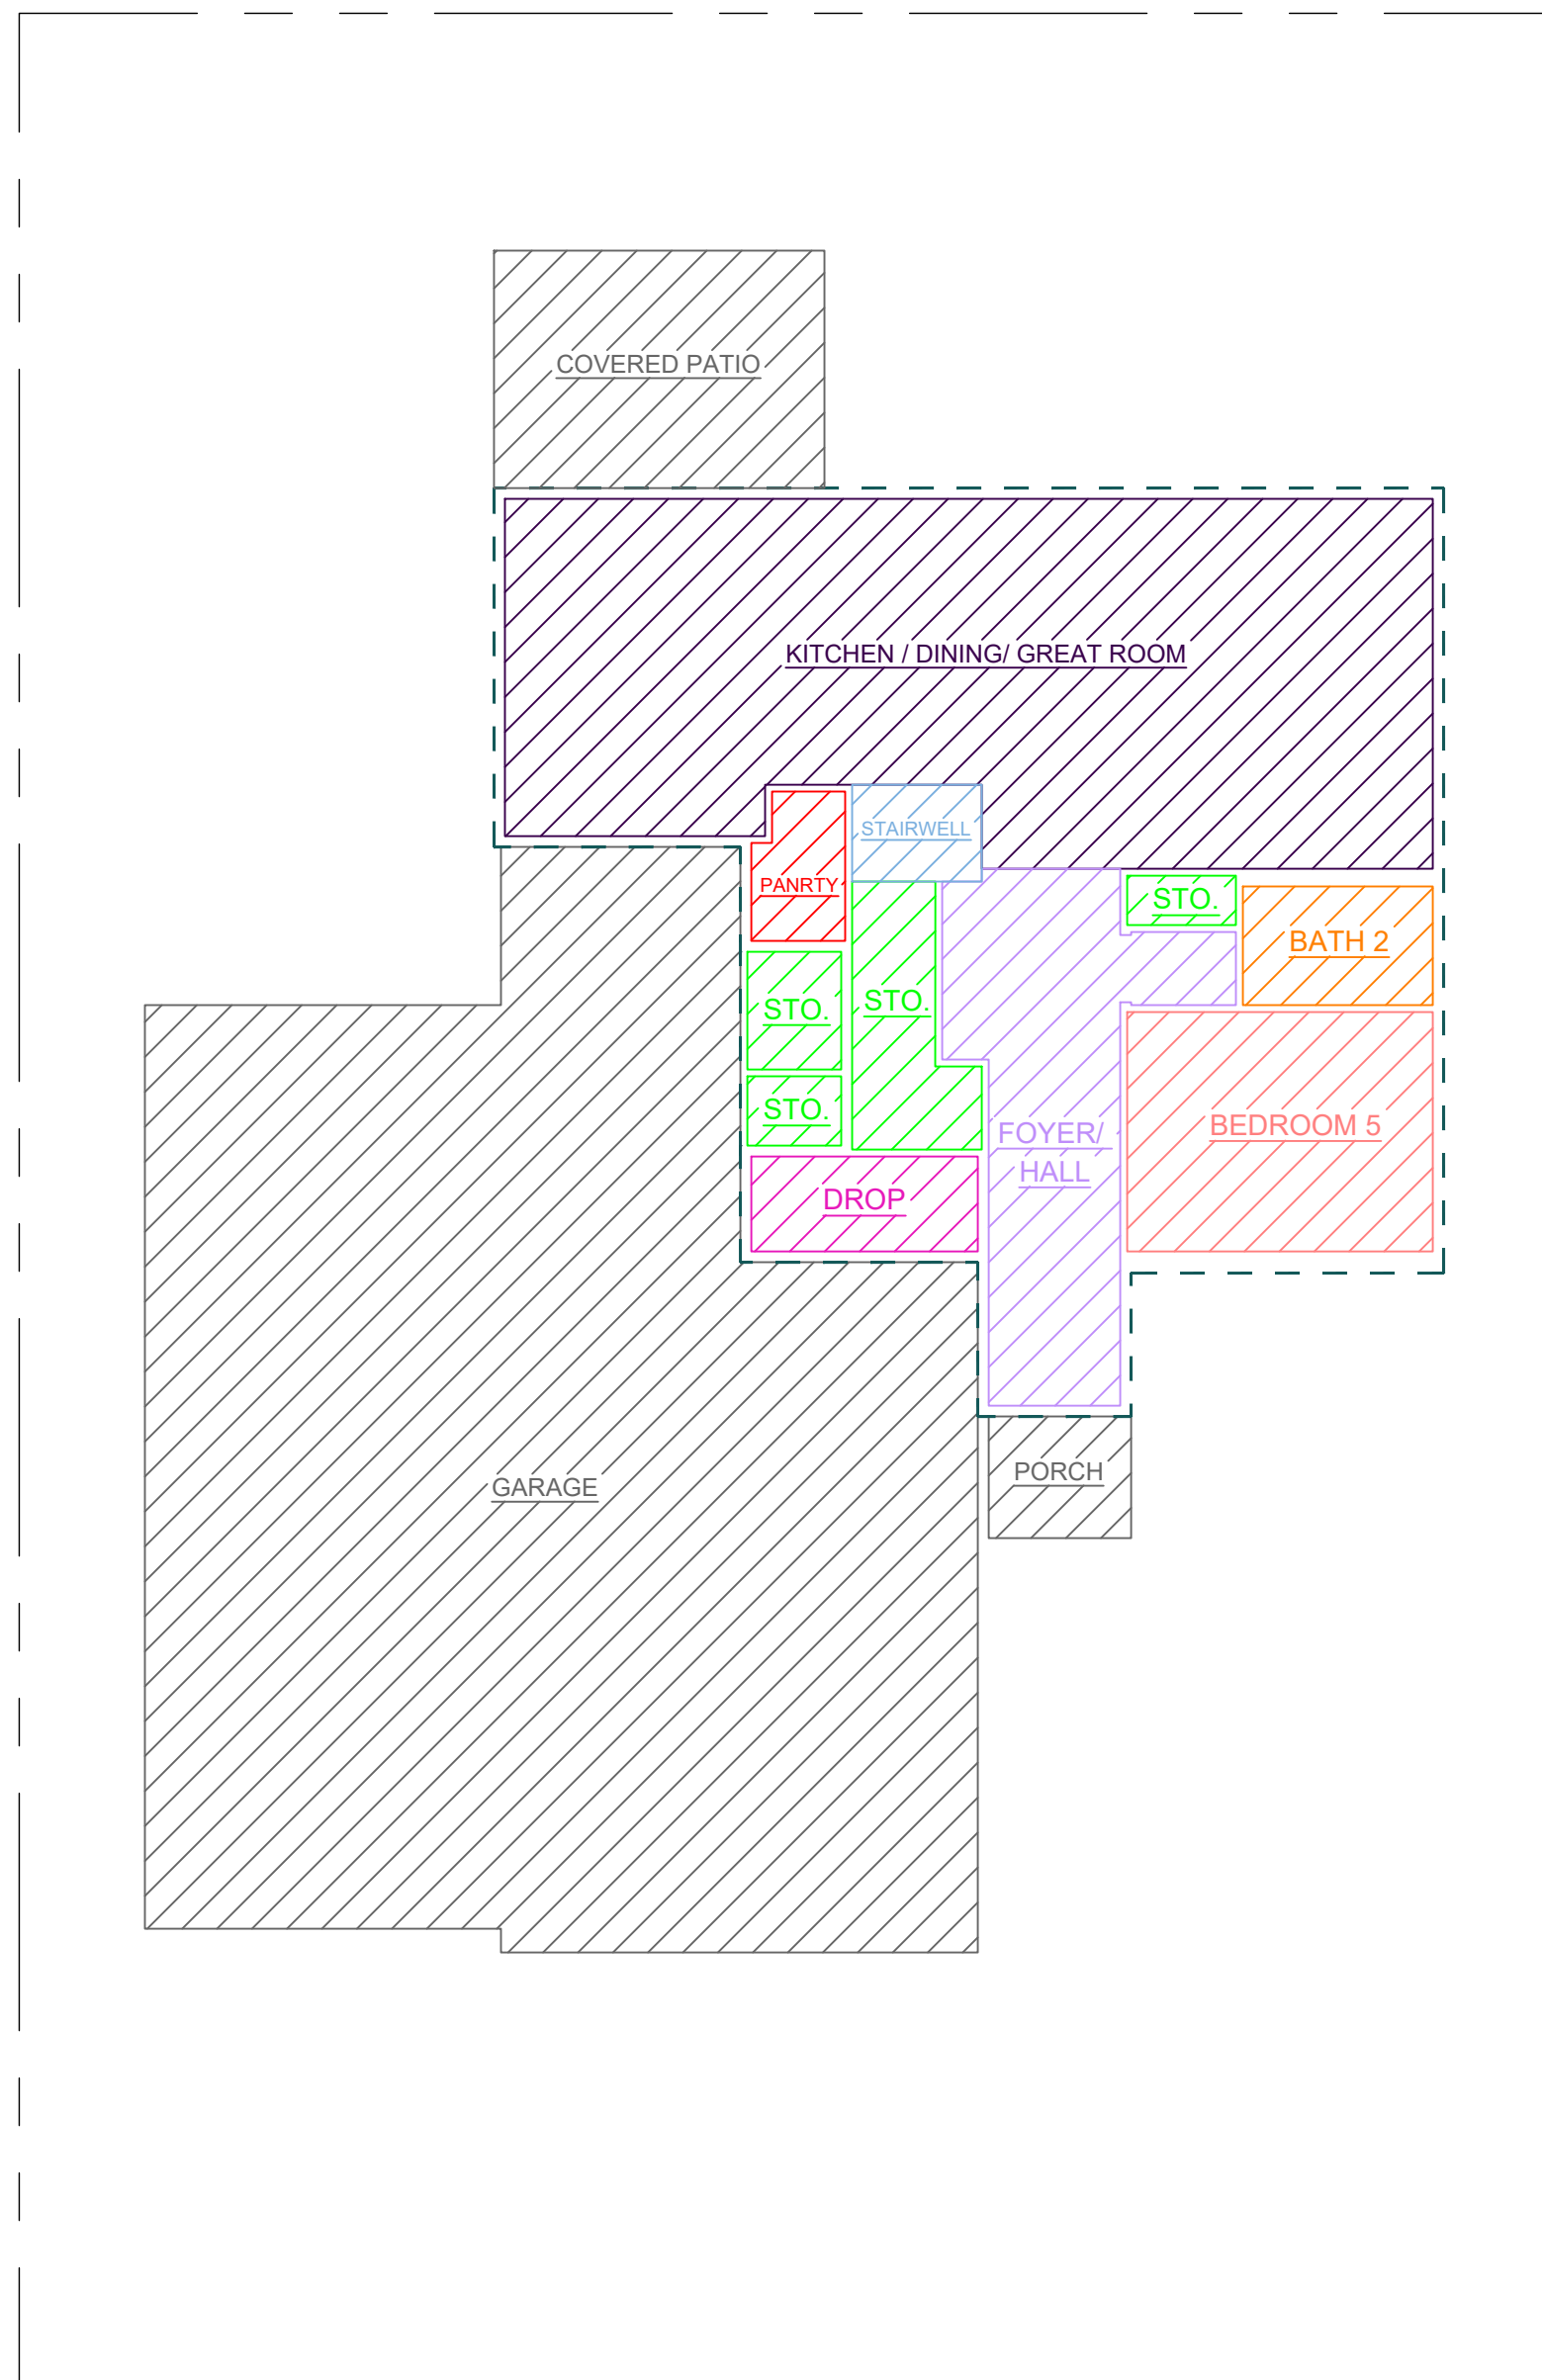 COVERED PATIO
KITCHEN / DINING/ GREAT ROOM
STAIRWELL
PANRTY
STO.
BATH 2
STO.
STO.
STO.
BEDROOM 5
FOYER/
HALL
DROP
PORCH
GARAGE